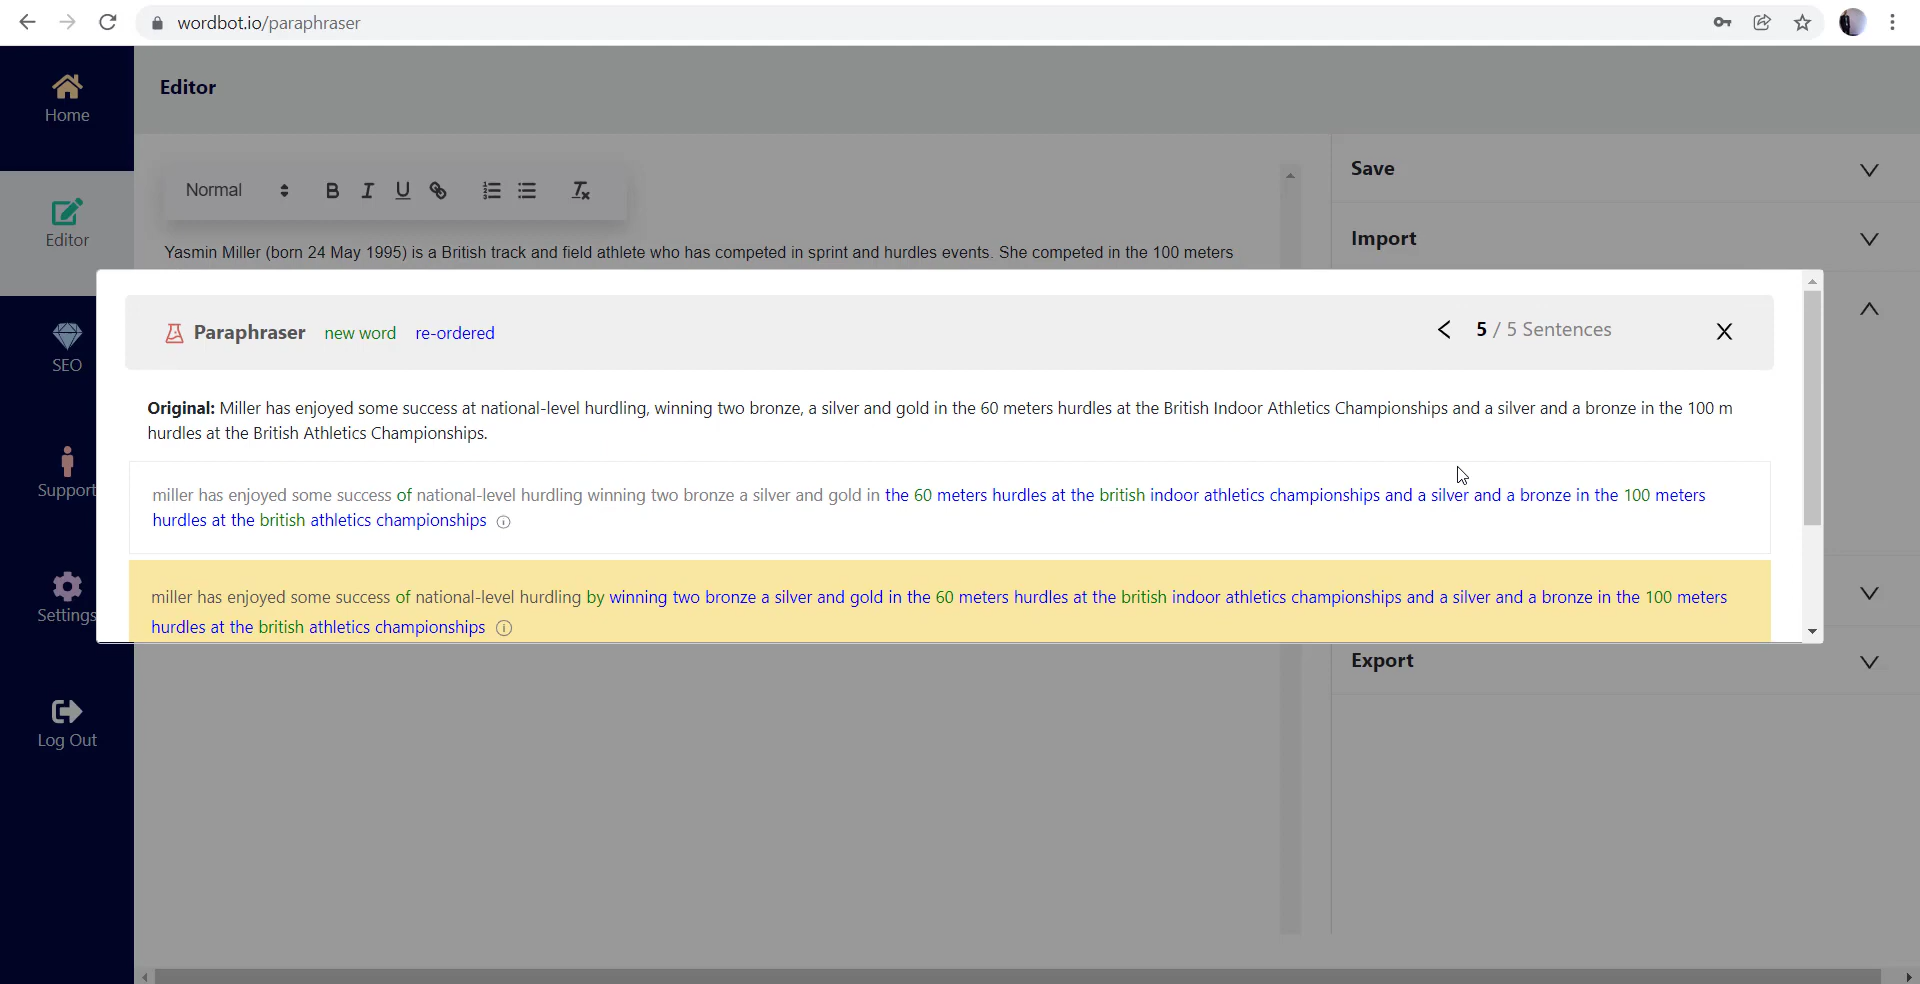 wordbot.io/paraphraser
Home
Editor
Editor
SEO
Support
Settings
Log Out
Normal
B I U
Yasmin Miller (born 24 May 1995) is a British track and field athlete who has competed in sprint and hurdles events. She competed in the 100 meters
Save
Import
Export
Paraphraser new word re-ordered
5 / 5 Sentences
X
Original: Miller has enjoyed some success at national-level hurdling, winning two bronze, a silver and gold in the 60 meters hurdles at the British Indoor Athletics Championships and a silver and a bronze in the 100 m
hurdles at the British Athletics Championships.
miller has enjoyed some success of national-level hurdling winning two bronze a silver and gold in the 60 meters hurdles at the british indoor athletics championships and a silver and a bronze in the 100 meters
hurdles at the british athletics championships
miller has enjoyed some success of national-level hurdling by winning two bronze a silver and gold in the 60 meters hurdles at the british indoor athletics championships and a silver and a bronze in the 100 meters
hurdles at the british athletics championships